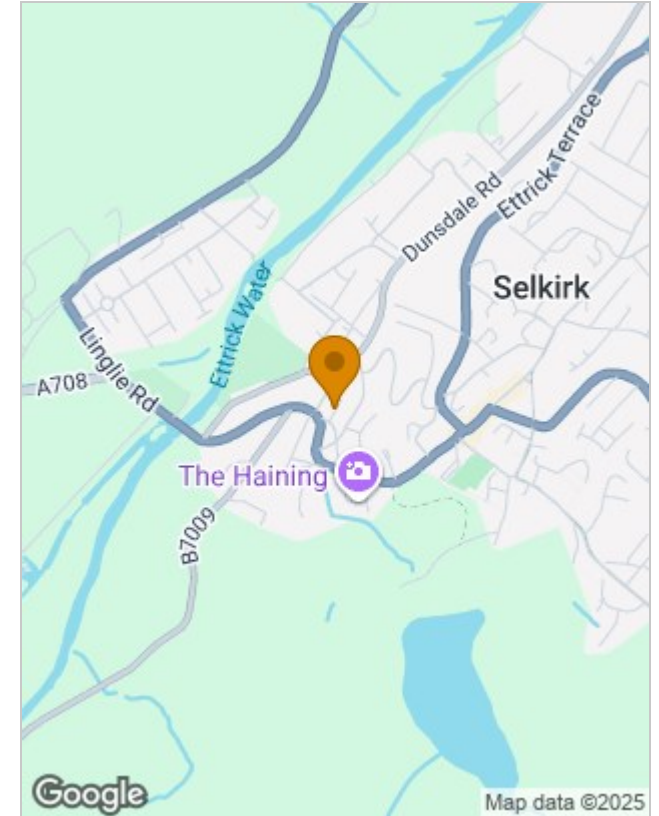 Dunsdale Rd
Ettrick Terrace
Selkirk
Ettrick Water
Linglie Rd
A708
The Haining
B7009
Google
Map data ©2025